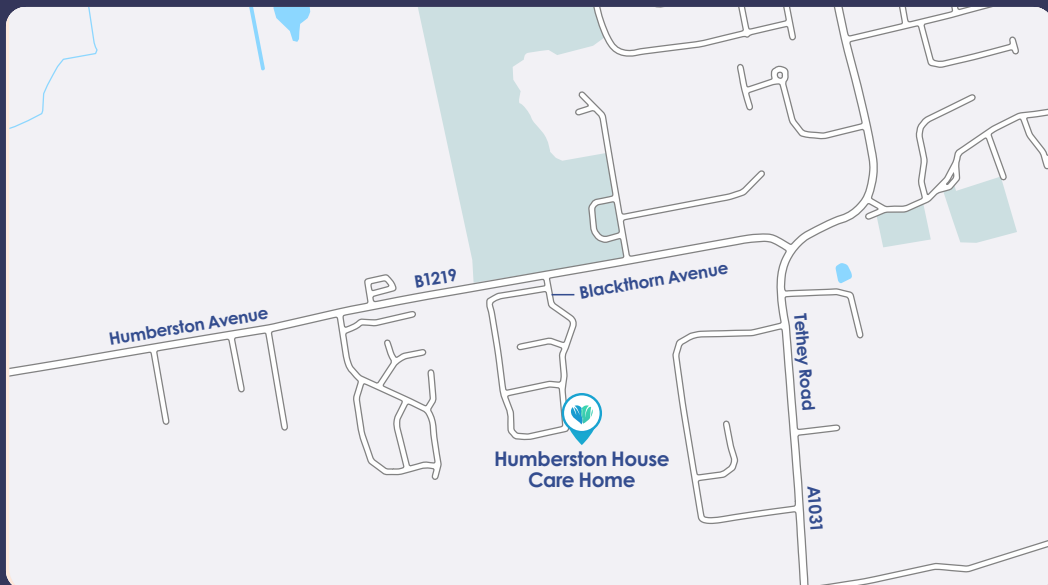 B1219
Blackthorn Avenue
Humberston Avenue
Tethey Road
Humberston House
Care Home
A1031